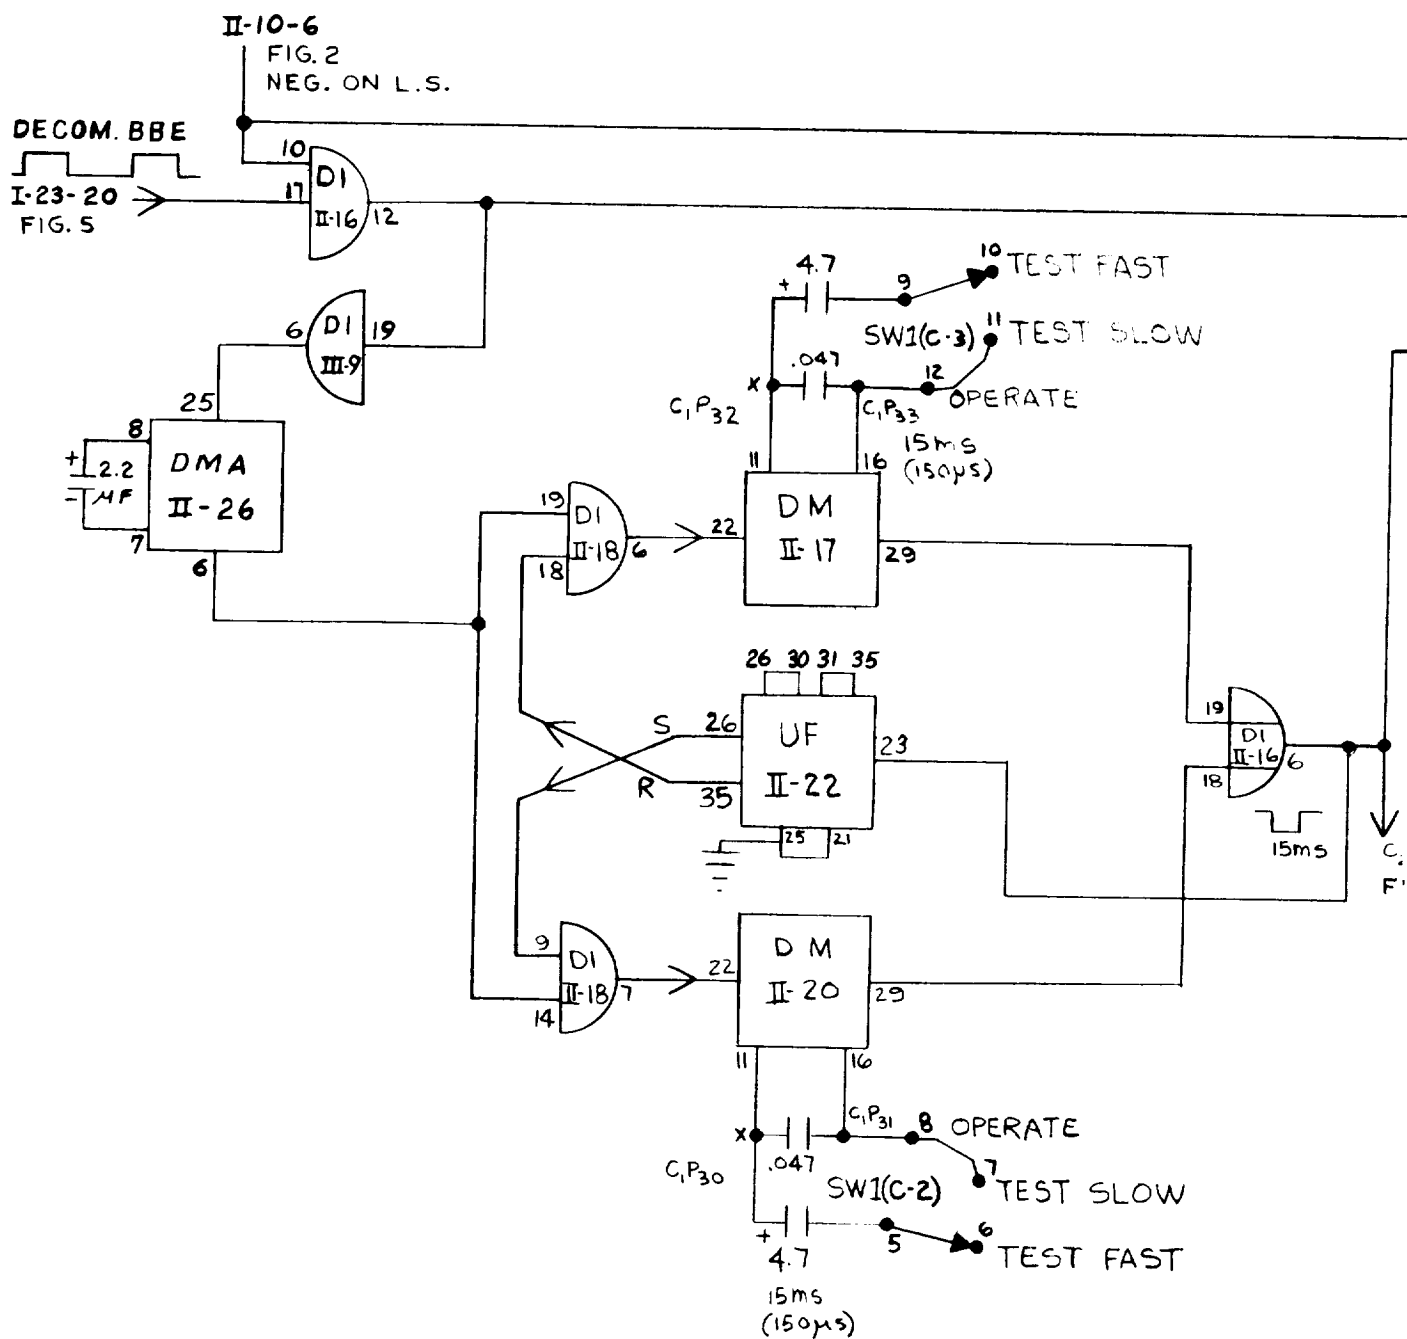 II-10-6
FIG. 2
NEG. ON L.S.
DECOM. BBE
I-23-20
FIG. 5
10
17
DI
II-16
12
6
DI
III-9
19
25
8
+
2.2
µF
-
7
DMA
II-26
6
19
DI
II-18
18
6
22
DM
II-17
29
11
16
+
4.7
9
10
TEST FAST
SW1(C-3)
11
TEST SLOW
12
OPERATE
x
.047
C,P32
C,P33
15ms
(150µs)
26 30 31 35
S
26
R
35
UF
II-22
23
25
21
19
DI
II-16
18
6
15ms
C.
F'
9
DI
II-18
14
7
22
DM
II-20
29
11
16
x
.047
C,P31
8
OPERATE
C,P30
7
TEST SLOW
SW1(C-2)
+
4.7
5
6
TEST FAST
15ms
(150µs)